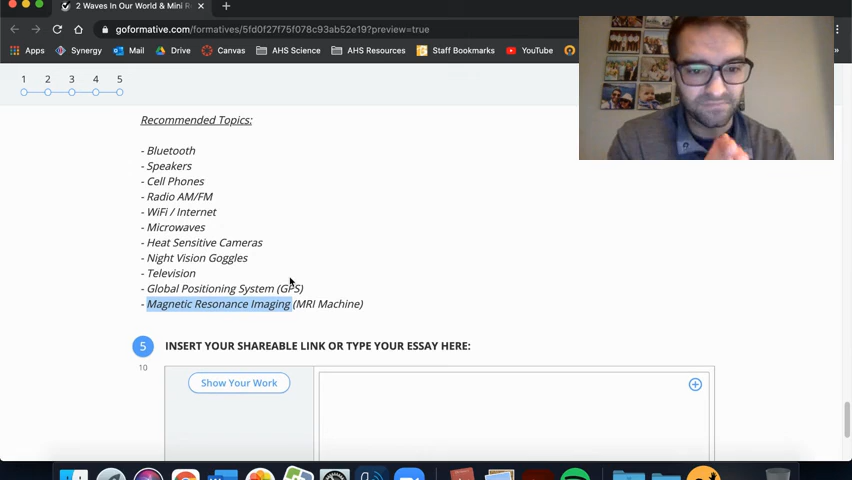 2 Waves In Our World & Mini R
goformative.com/formatives/5fd0f27f75f078c93ab52e19?preview=true
Apps Synergy Mail Drive Canvas AHS Science AHS Resources Staff Bookmarks YouTube
1 2 3 4 5
Recommended Topics:
- Bluetooth
- Speakers
- Cell Phones
- Radio AM/FM
- WiFi / Internet
- Microwaves
- Heat Sensitive Cameras
- Night Vision Goggles
- Television
- Global Positioning System (GPS)
- Magnetic Resonance Imaging (MRI Machine)
5 INSERT YOUR SHAREABLE LINK OR TYPE YOUR ESSAY HERE:
10
Show Your Work